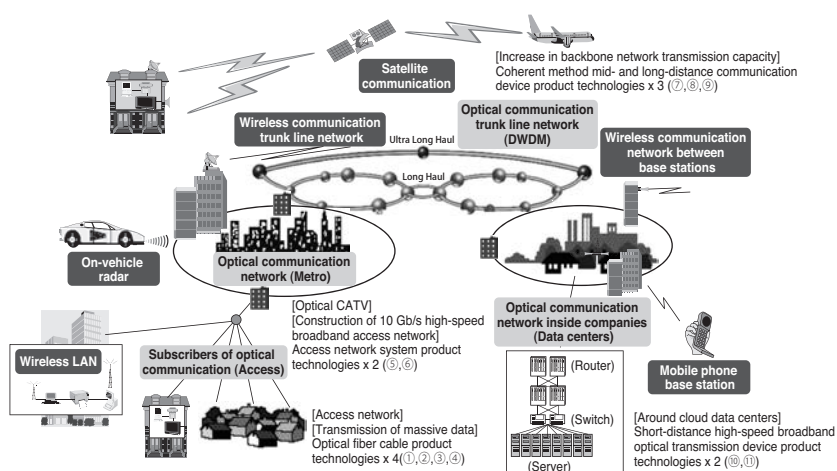 [Increase in backbone network transmission capacity]
Coherent method mid- and long-distance communication
device product technologies x 3 (⑦,⑧,⑨)
Satellite
communication
Wireless communication
trunk line network
Optical communication
trunk line network
(DWDM)
Wireless communication
network between
base stations
Ultra Long Haul
Long Haul
On-vehicle
radar
Optical communication
network (Metro)
Optical communication
network inside companies
(Data centers)
[Optical CATV]
[Construction of 10 Gb/s high-speed
broadband access network]
Access network system product
technologies x 2 (⑤,⑥)
Wireless LAN
Subscribers of optical
communication (Access)
Mobile phone
base station
(Router)
(Switch)
(Server)
[Access network]
[Transmission of massive data]
Optical fiber cable product
technologies x 4(①,②,③,④)
[Around cloud data centers]
Short-distance high-speed broadband
optical transmission device product
technologies x 2 (⑩,⑪)